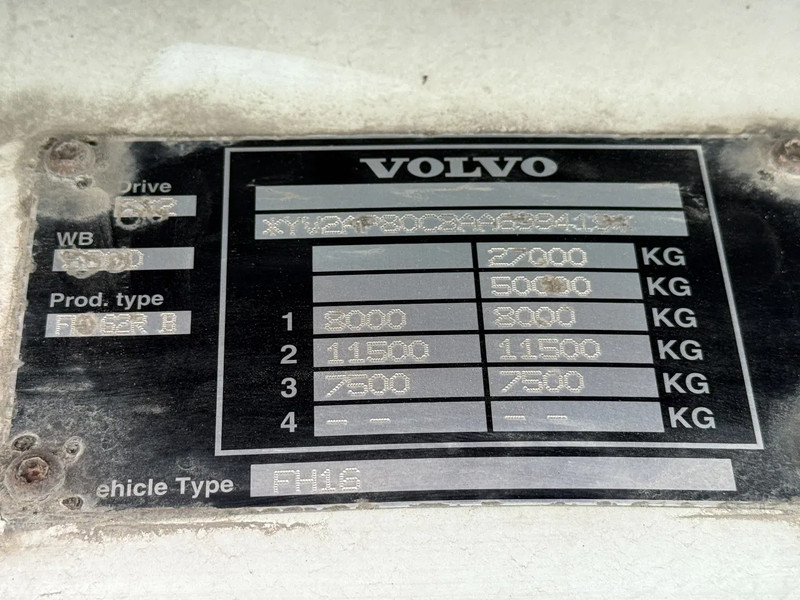 VOLVO
Drive
WB
27000 KG
50000 KG
Prod. type
1 8000 8000 KG
2 11500 11500 KG
3 7500 7500 KG
4 -- -- KG
ehicle Type FH16